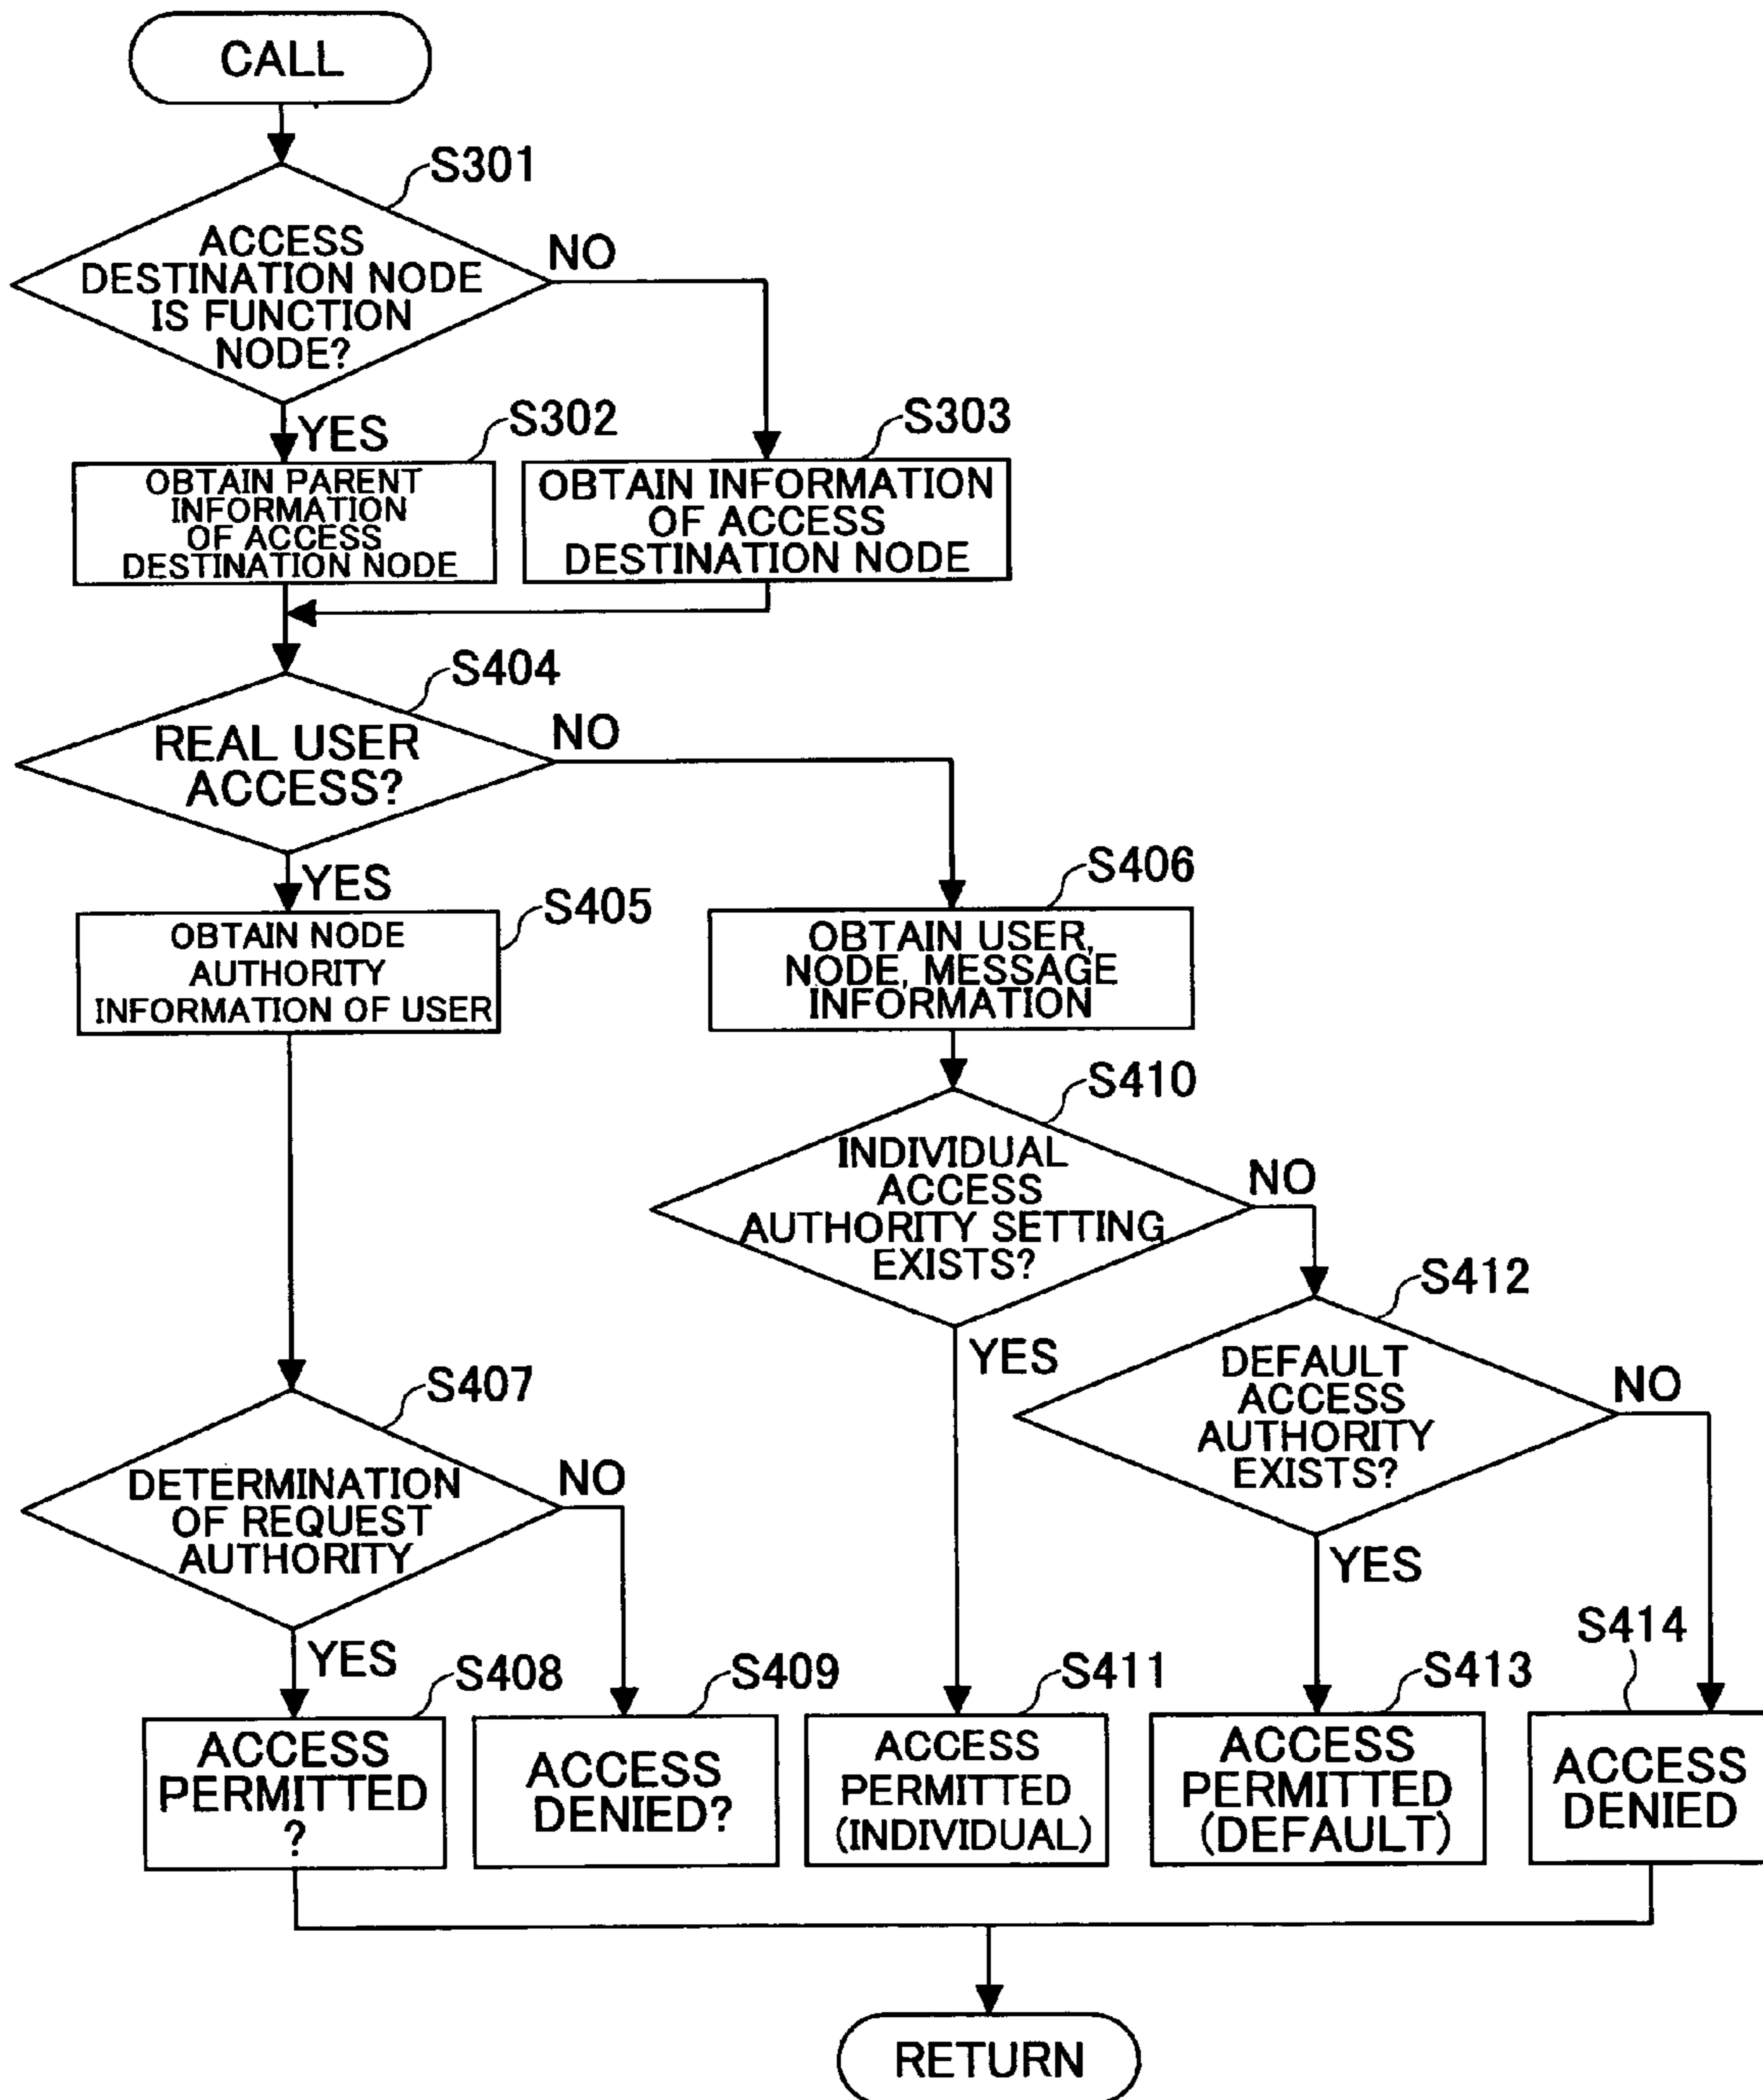 CALL
S301
ACCESS
DESTINATION NODE
IS FUNCTION
NODE?
NO
YES
S302
S303
OBTAIN PARENT
INFORMATION
OF ACCESS
DESTINATION NODE
OBTAIN INFORMATION
OF ACCESS
DESTINATION NODE
S404
REAL USER
ACCESS?
NO
YES
S405
OBTAIN NODE
AUTHORITY
INFORMATION OF USER
S406
OBTAIN USER,
NODE, MESSAGE
INFORMATION
S410
INDIVIDUAL
ACCESS
AUTHORITY SETTING
EXISTS?
NO
YES
S412
DEFAULT
ACCESS
AUTHORITY
EXISTS?
NO
YES
S407
DETERMINATION
OF REQUEST
AUTHORITY
NO
YES
S408
ACCESS
PERMITTED
?
S409
ACCESS
DENIED?
S411
ACCESS
PERMITTED
(INDIVIDUAL)
S413
ACCESS
PERMITTED
(DEFAULT)
S414
ACCESS
DENIED
RETURN